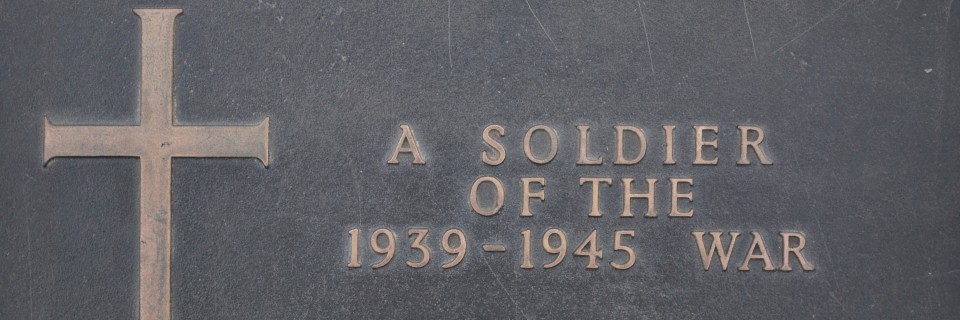 A SOLDIER
OF THE
1939-1945 WAR